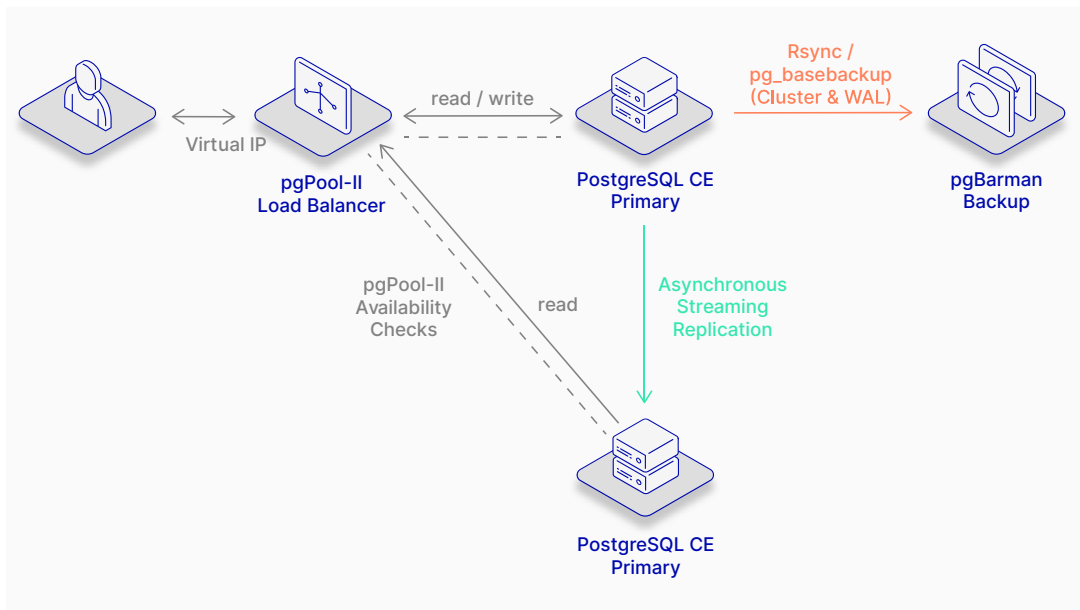 Rsync /
pg_basebackup
(Cluster & WAL)
read / write
Virtual IP
pgPool-II
Load Balancer
PostgreSQL CE
Primary
pgBarman
Backup
pgPool-II
Availability
Checks
read
Asynchronous
Streaming
Replication
PostgreSQL CE
Primary